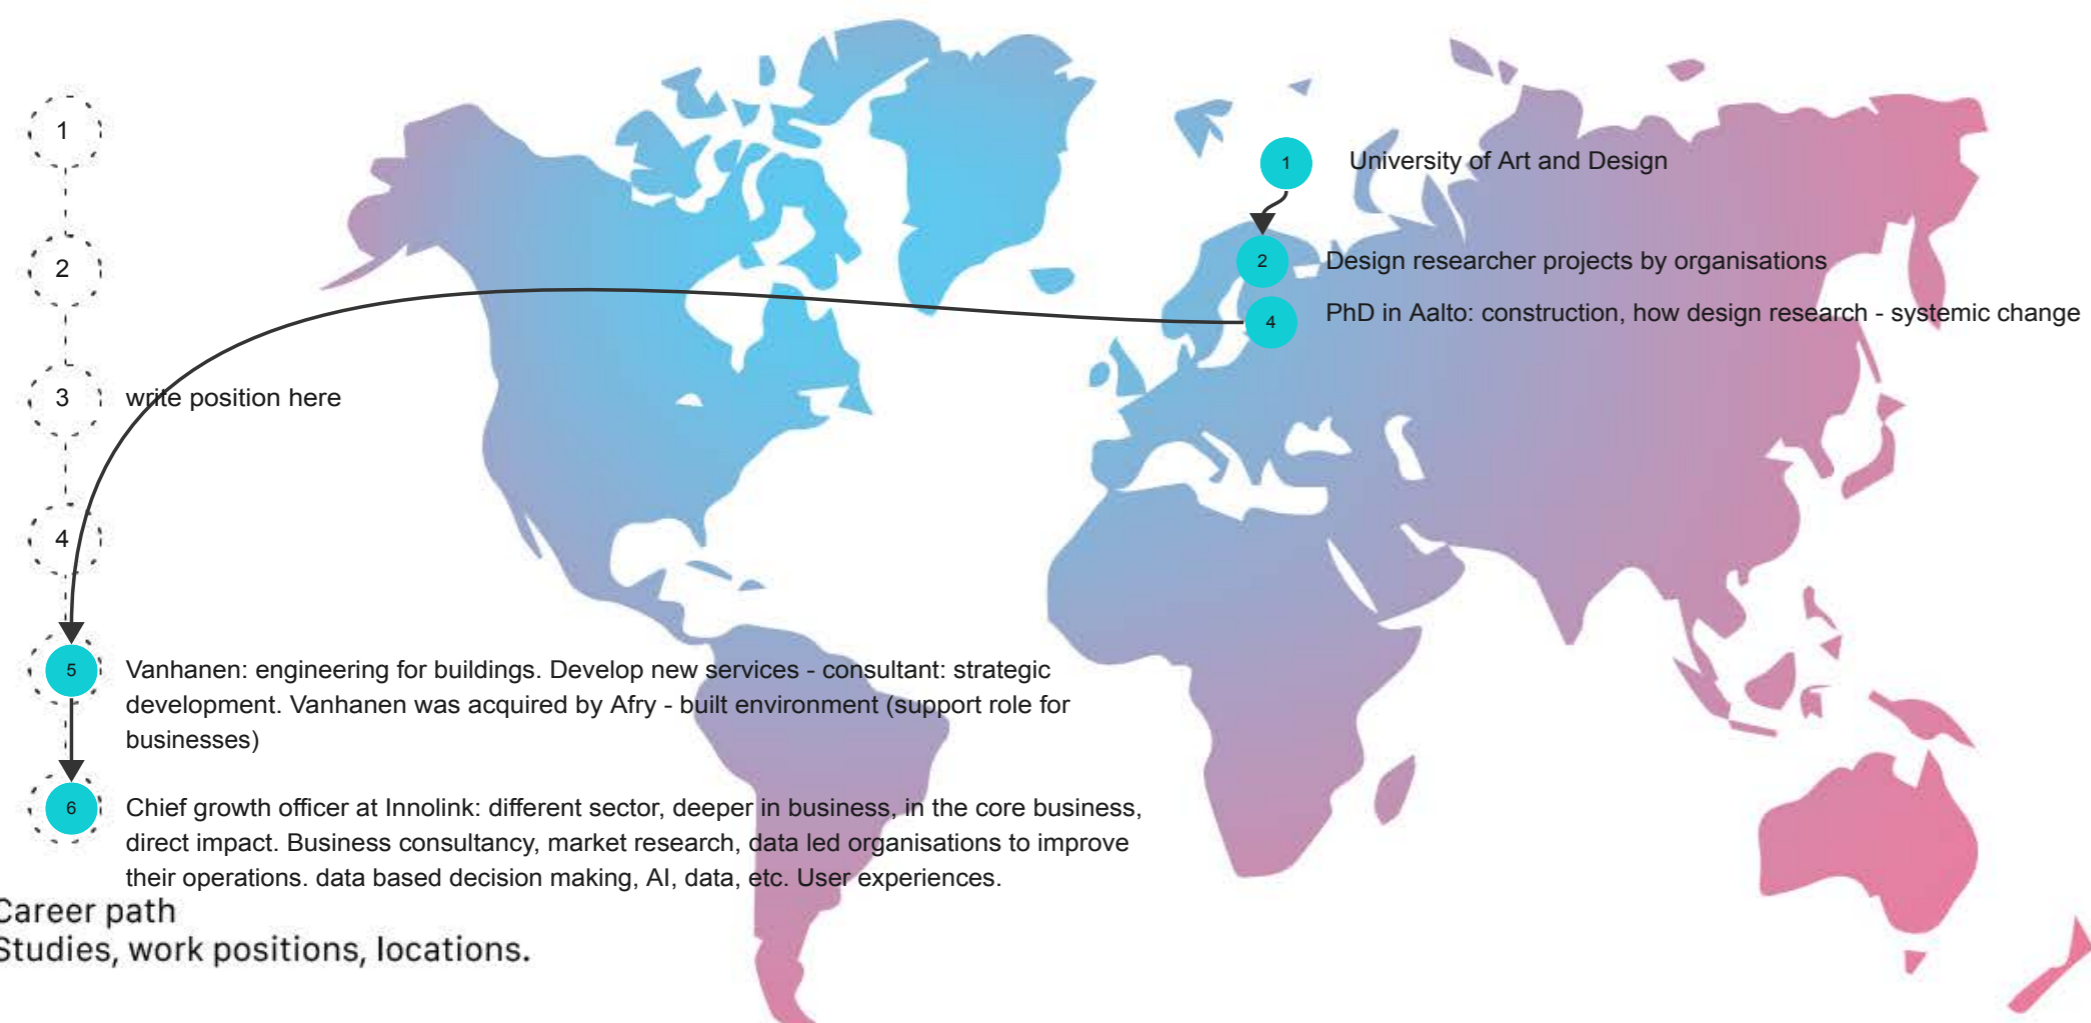 1
2
3
write position here
4
1
University of Art and Design
2
Design researcher projects by organisations
4
PhD in Aalto: construction, how design research - systemic change
5
Vanhanen: engineering for buildings. Develop new services - consultant: strategic
development. Vanhanen was acquired by Afry - built environment (support role for
businesses)
6
Chief growth officer at Innolink: different sector, deeper in business, in the core business,
direct impact. Business consultancy, market research, data led organisations to improve
their operations. data based decision making, AI, data, etc. User experiences.
Career path
Studies, work positions, locations.